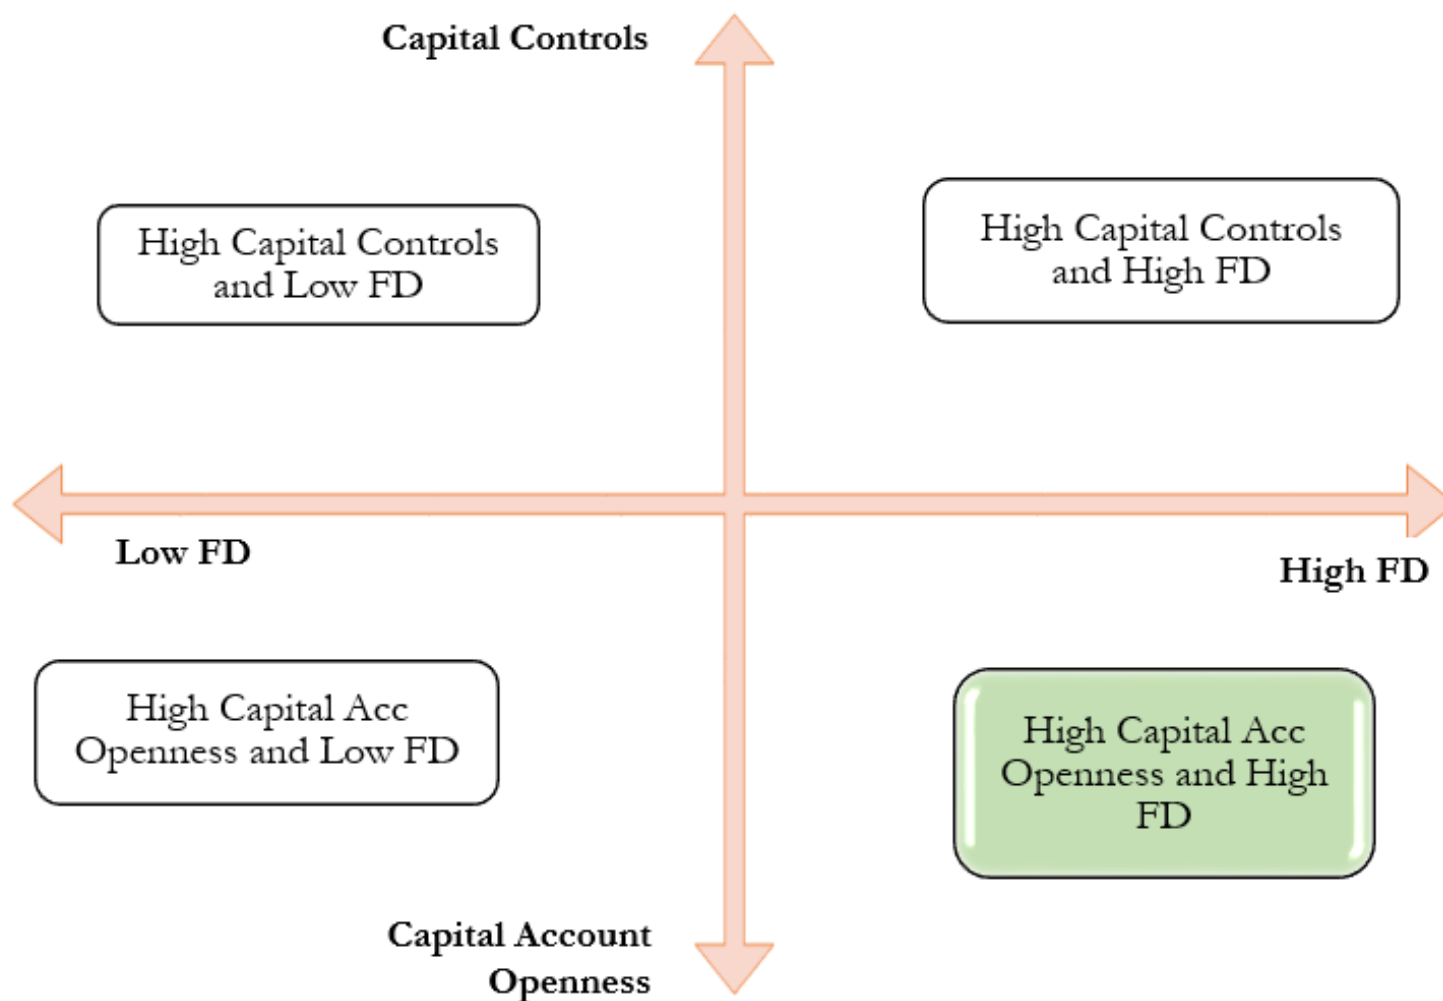 Capital Controls
High Capital Controls
and Low FD
High Capital Controls
and High FD
Low FD
High FD
High Capital Acc
Openness and Low FD
High Capital Acc
Openness and High
FD
Capital Account
Openness